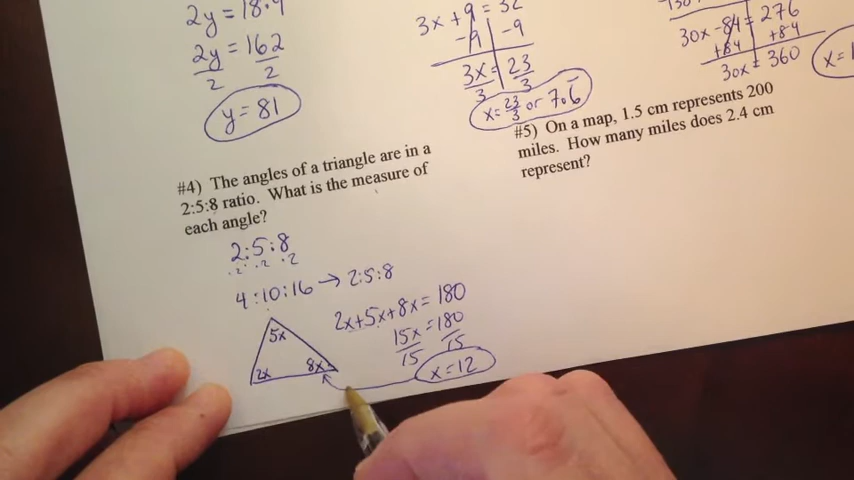 2y = 18·9
2y = 162
2 2
y = 81
3x + 9 = 32
-9 -9
3x = 23
3 3
x = 23/3 or 7.6̅
30x - 84 = 276
+84 +84
30x = 360
x =
#4) The angles of a triangle are in a
2:5:8 ratio. What is the measure of
each angle?
2:5:8
·2 ·2 ·2
4:10:16 → 2:5:8
2x+5x+8x = 180
15x = 180
15 15
x = 12
5x
2x
8x
#5) On a map, 1.5 cm represents 200
miles. How many miles does 2.4 cm
represent?